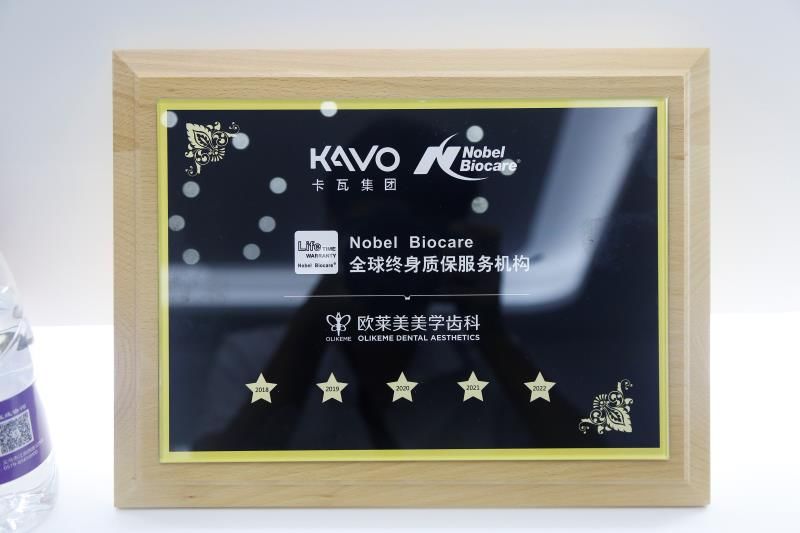 KAVO
卡瓦集团
Nobel
Biocare®
Life TIME
WARRANTY
Nobel Biocare®
Nobel Biocare
全球终身质保服务机构
OLIKEME
欧莱美美学齿科
OLIKEME DENTAL AESTHETICS
2018
2019
2020
2021
2022